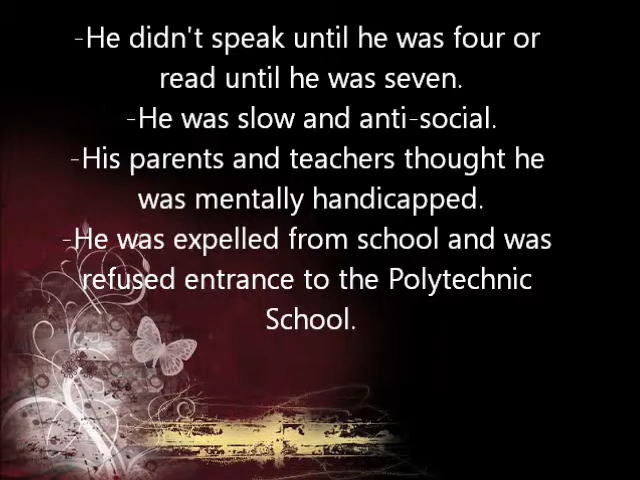 -He didn't speak until he was four or
read until he was seven.
-He was slow and anti-social.
-His parents and teachers thought he
was mentally handicapped.
-He was expelled from school and was
refused entrance to the Polytechnic
School.